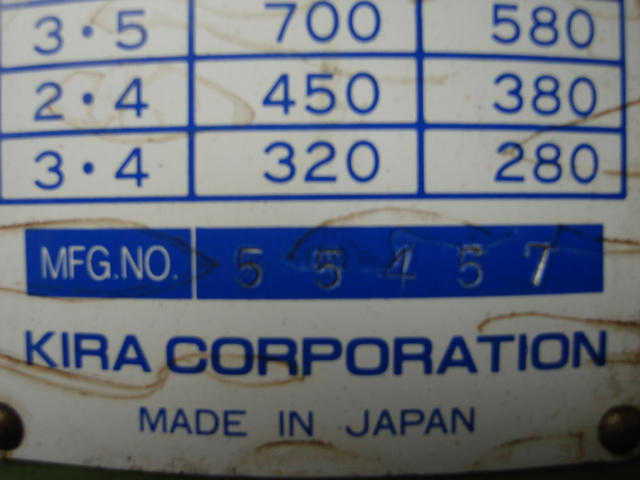 3・5 700 580
2・4 450 380
3・4 320 280
MFG.NO. 55457
KIRA CORPORATION
MADE IN JAPAN